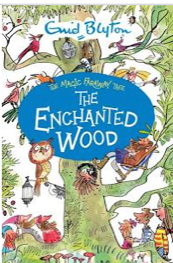 Enid Blyton
THE MAGIC FARAWAY TREE
THE
ENCHANTED
WOOD